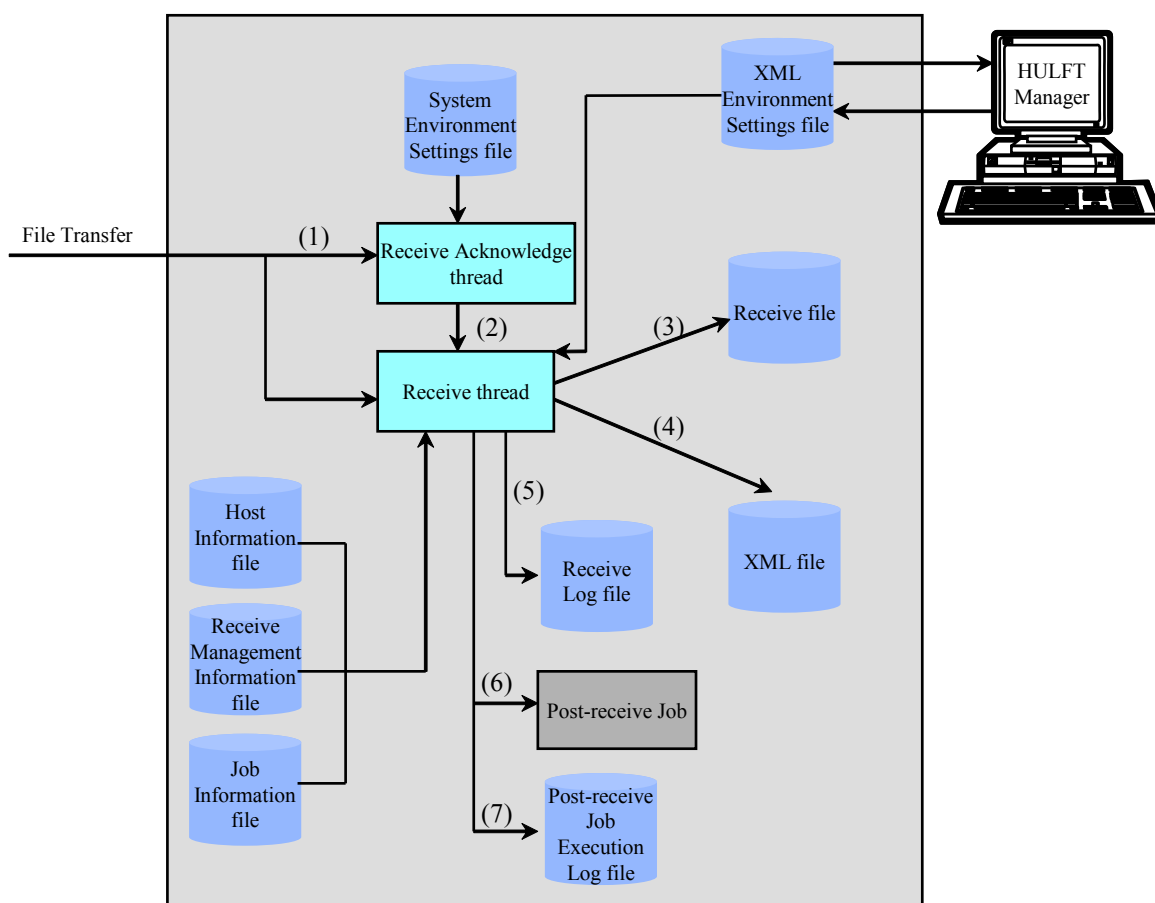 XML
Environment
Settings file
HULFT
Manager
System
Environment
Settings file
File Transfer
(1)
Receive Acknowledge
thread
(2)
(3)
Receive file
Receive thread
(4)
(5)
Host
Information
file
XML file
Receive
Log file
Receive
Management
Information
file
(6)
Post-receive Job
Job
Information
file
(7)
Post-receive
Job
Execution
Log file